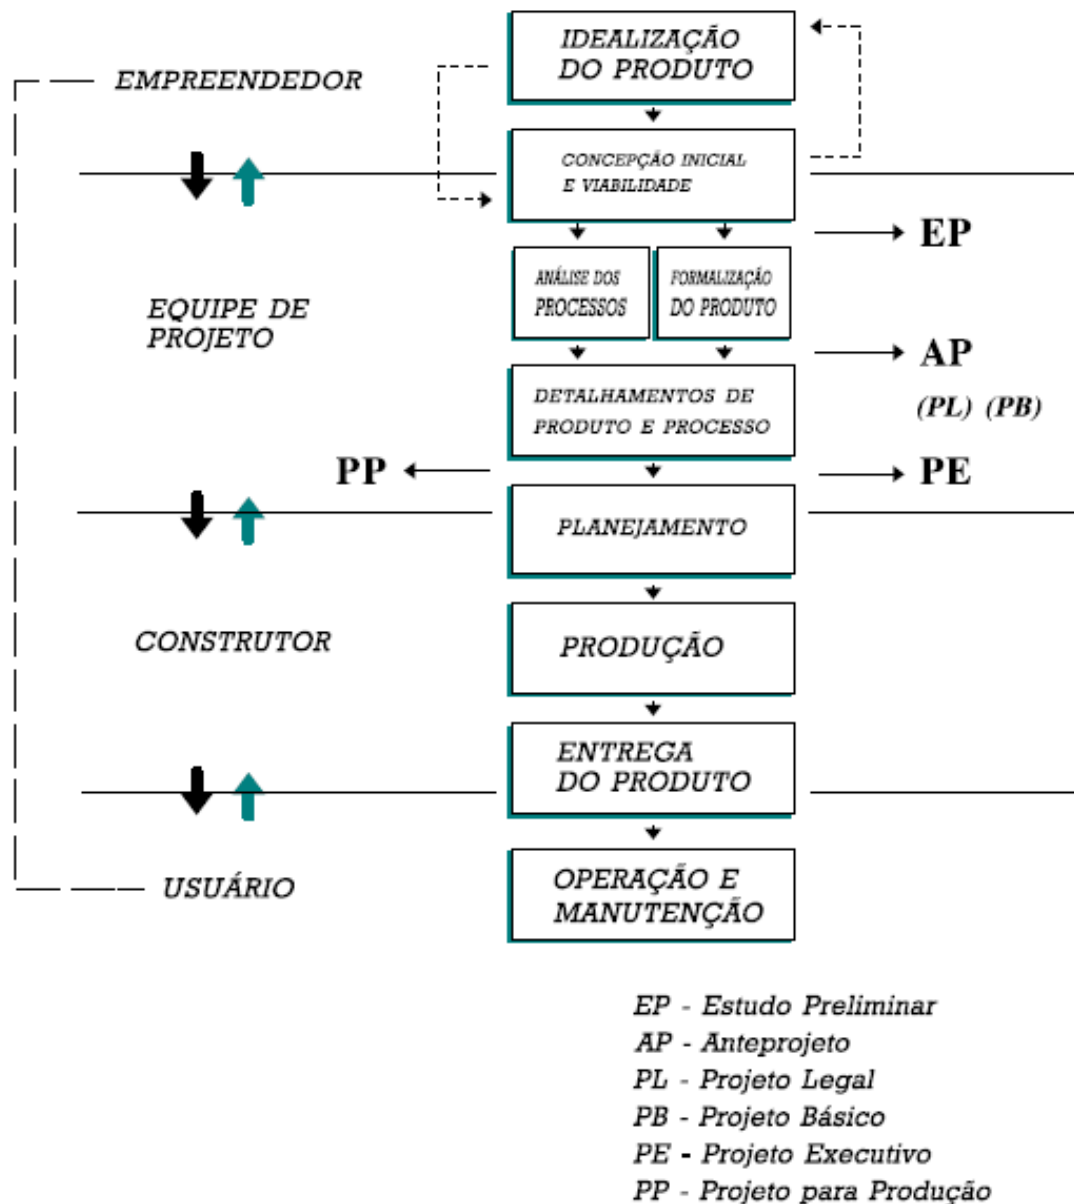 IDEALIZAÇÃO
DO PRODUTO
EMPREENDEDOR
CONCEPÇÃO INICIAL
E VIABILIDADE
EP
ANÁLISE DOS
PROCESSOS
FORMALIZAÇÃO
DO PRODUTO
EQUIPE DE
PROJETO
AP
(PL) (PB)
DETALHAMENTOS DE
PRODUTO E PROCESSO
PP
PE
PLANEJAMENTO
CONSTRUTOR
PRODUÇÃO
ENTREGA
DO PRODUTO
USUÁRIO
OPERAÇÃO E
MANUTENÇÃO
EP - Estudo Preliminar
AP - Anteprojeto
PL - Projeto Legal
PB - Projeto Básico
PE - Projeto Executivo
PP - Projeto para Produção